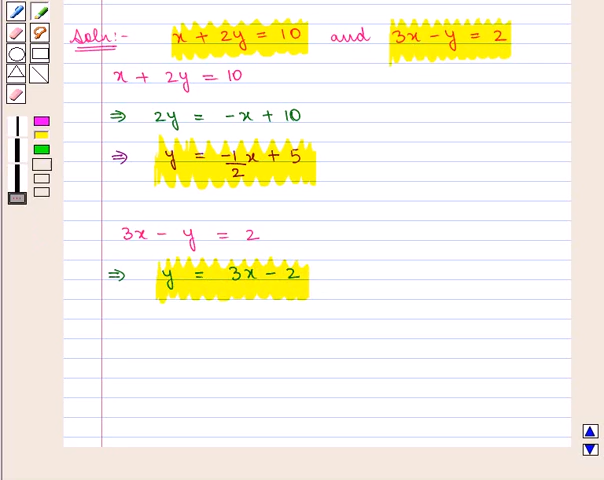 Soln:- x + 2y = 10 and 3x - y = 2
x + 2y = 10
⇒ 2y = -x + 10
⇒ y = -1/2 x + 5
3x - y = 2
⇒ y = 3x - 2